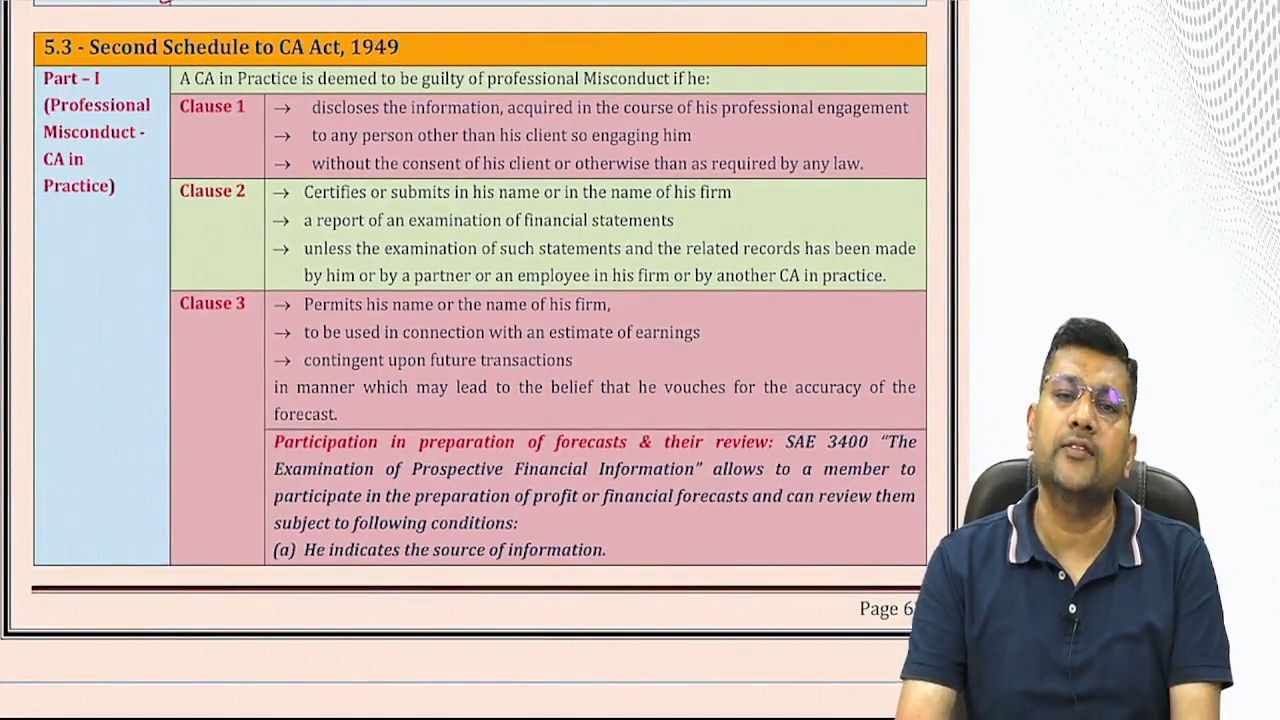 5.3 - Second Schedule to CA Act, 1949
Part – I
(Professional
Misconduct -
CA in
Practice)
A CA in Practice is deemed to be guilty of professional Misconduct if he:
Clause 1
→ discloses the information, acquired in the course of his professional engagement
→ to any person other than his client so engaging him
→ without the consent of his client or otherwise than as required by any law.
Clause 2
→ Certifies or submits in his name or in the name of his firm
→ a report of an examination of financial statements
→ unless the examination of such statements and the related records has been made
by him or by a partner or an employee in his firm or by another CA in practice.
Clause 3
→ Permits his name or the name of his firm,
→ to be used in connection with an estimate of earnings
→ contingent upon future transactions
in manner which may lead to the belief that he vouches for the accuracy of the
forecast.
Participation in preparation of forecasts & their review: SAE 3400 “The
Examination of Prospective Financial Information” allows to a member to
participate in the preparation of profit or financial forecasts and can review them
subject to following conditions:
(a) He indicates the source of information.
Page